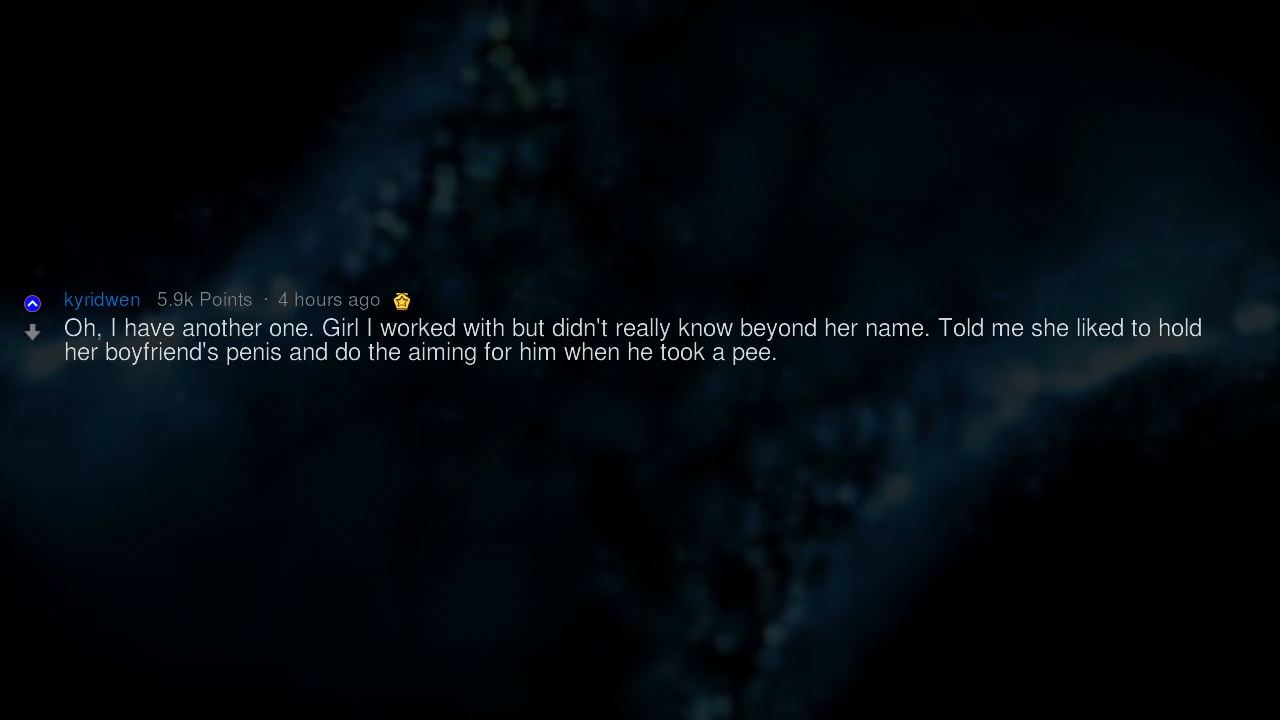 kyridwen 5.9k Points · 4 hours ago
Oh, I have another one. Girl I worked with but didn't really know beyond her name. Told me she liked to hold
her boyfriend's penis and do the aiming for him when he took a pee.